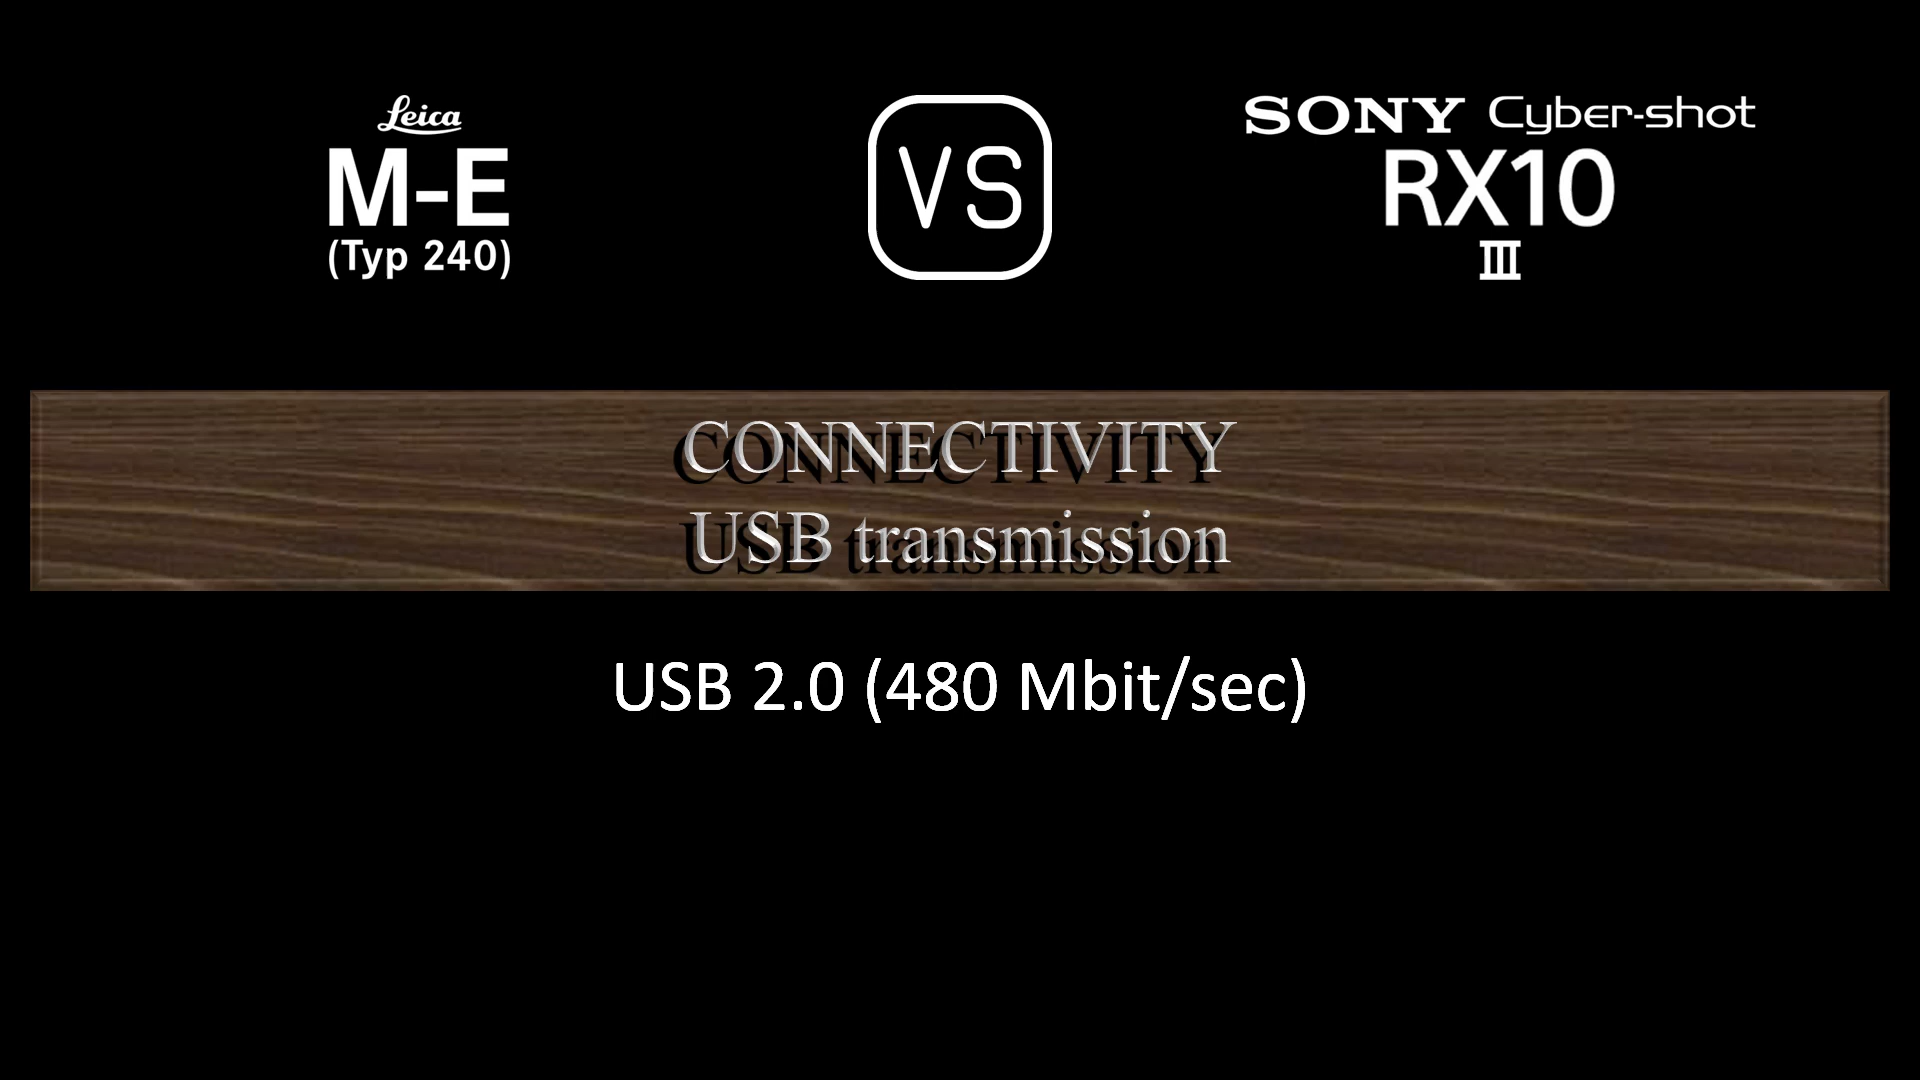 Leica
M-E
(Typ 240)
VS
SONY Cyber-shot
RX10
III
CONNECTIVITY
USB transmission
USB 2.0 (480 Mbit/sec)